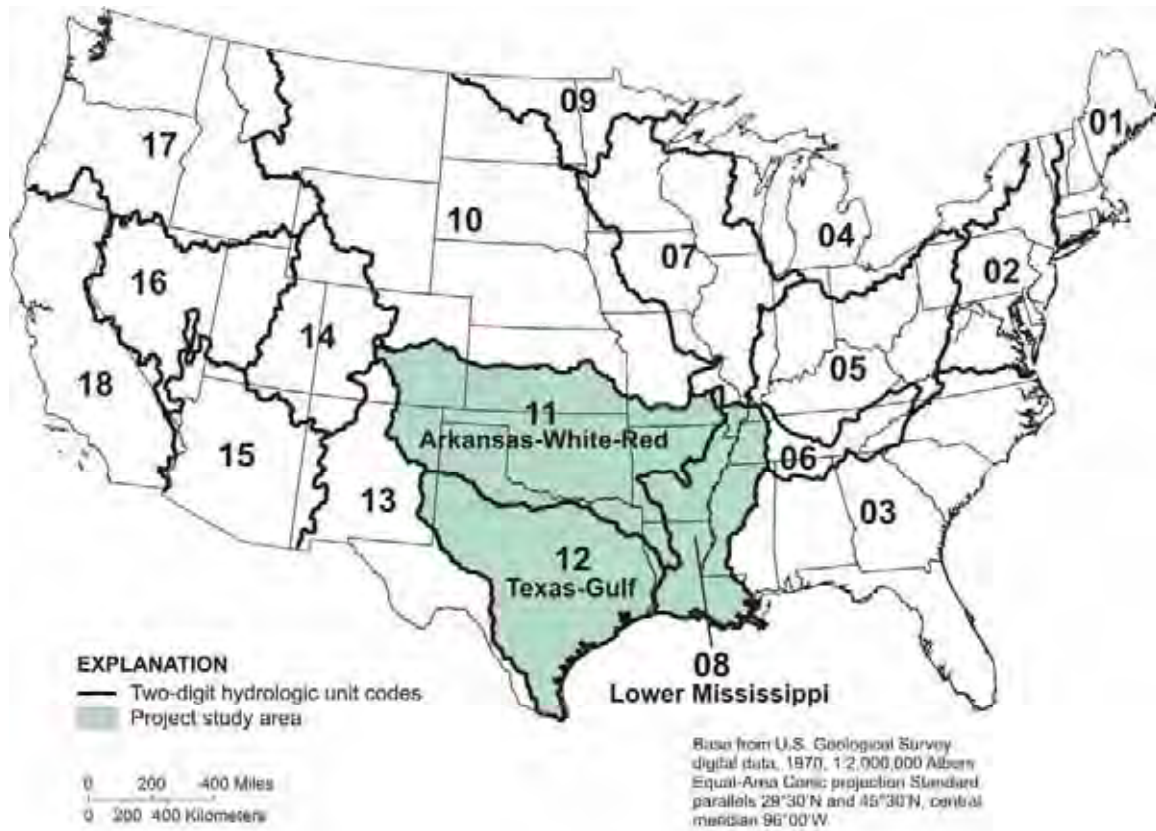 09
01
17
10
04
07
02
16
14
05
18
11
Arkansas-White-Red
15
06
13
03
12
Texas-Gulf
08
Lower Mississippi
EXPLANATION
Two-digit hydrologic unit codes
Project study area
0 200 400 Miles
0 200 400 Kilometers
Base from U.S. Geological Survey
digital data, 1970, 1:2,000,000 Albers
Equal-Area Conic projection Standard
parallels 29°30'N and 45°30'N, central
meridian 96°00'W